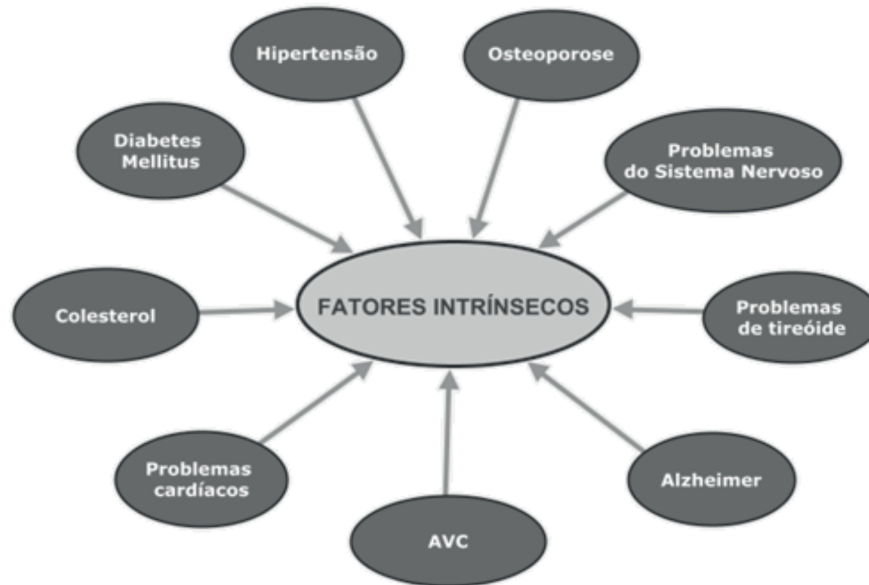 Hipertensão
Osteoporose
Diabetes
Mellitus
Problemas
do Sistema Nervoso
FATORES INTRÍNSECOS
Colesterol
Problemas
de tireóide
Problemas
cardíacos
Alzheimer
AVC